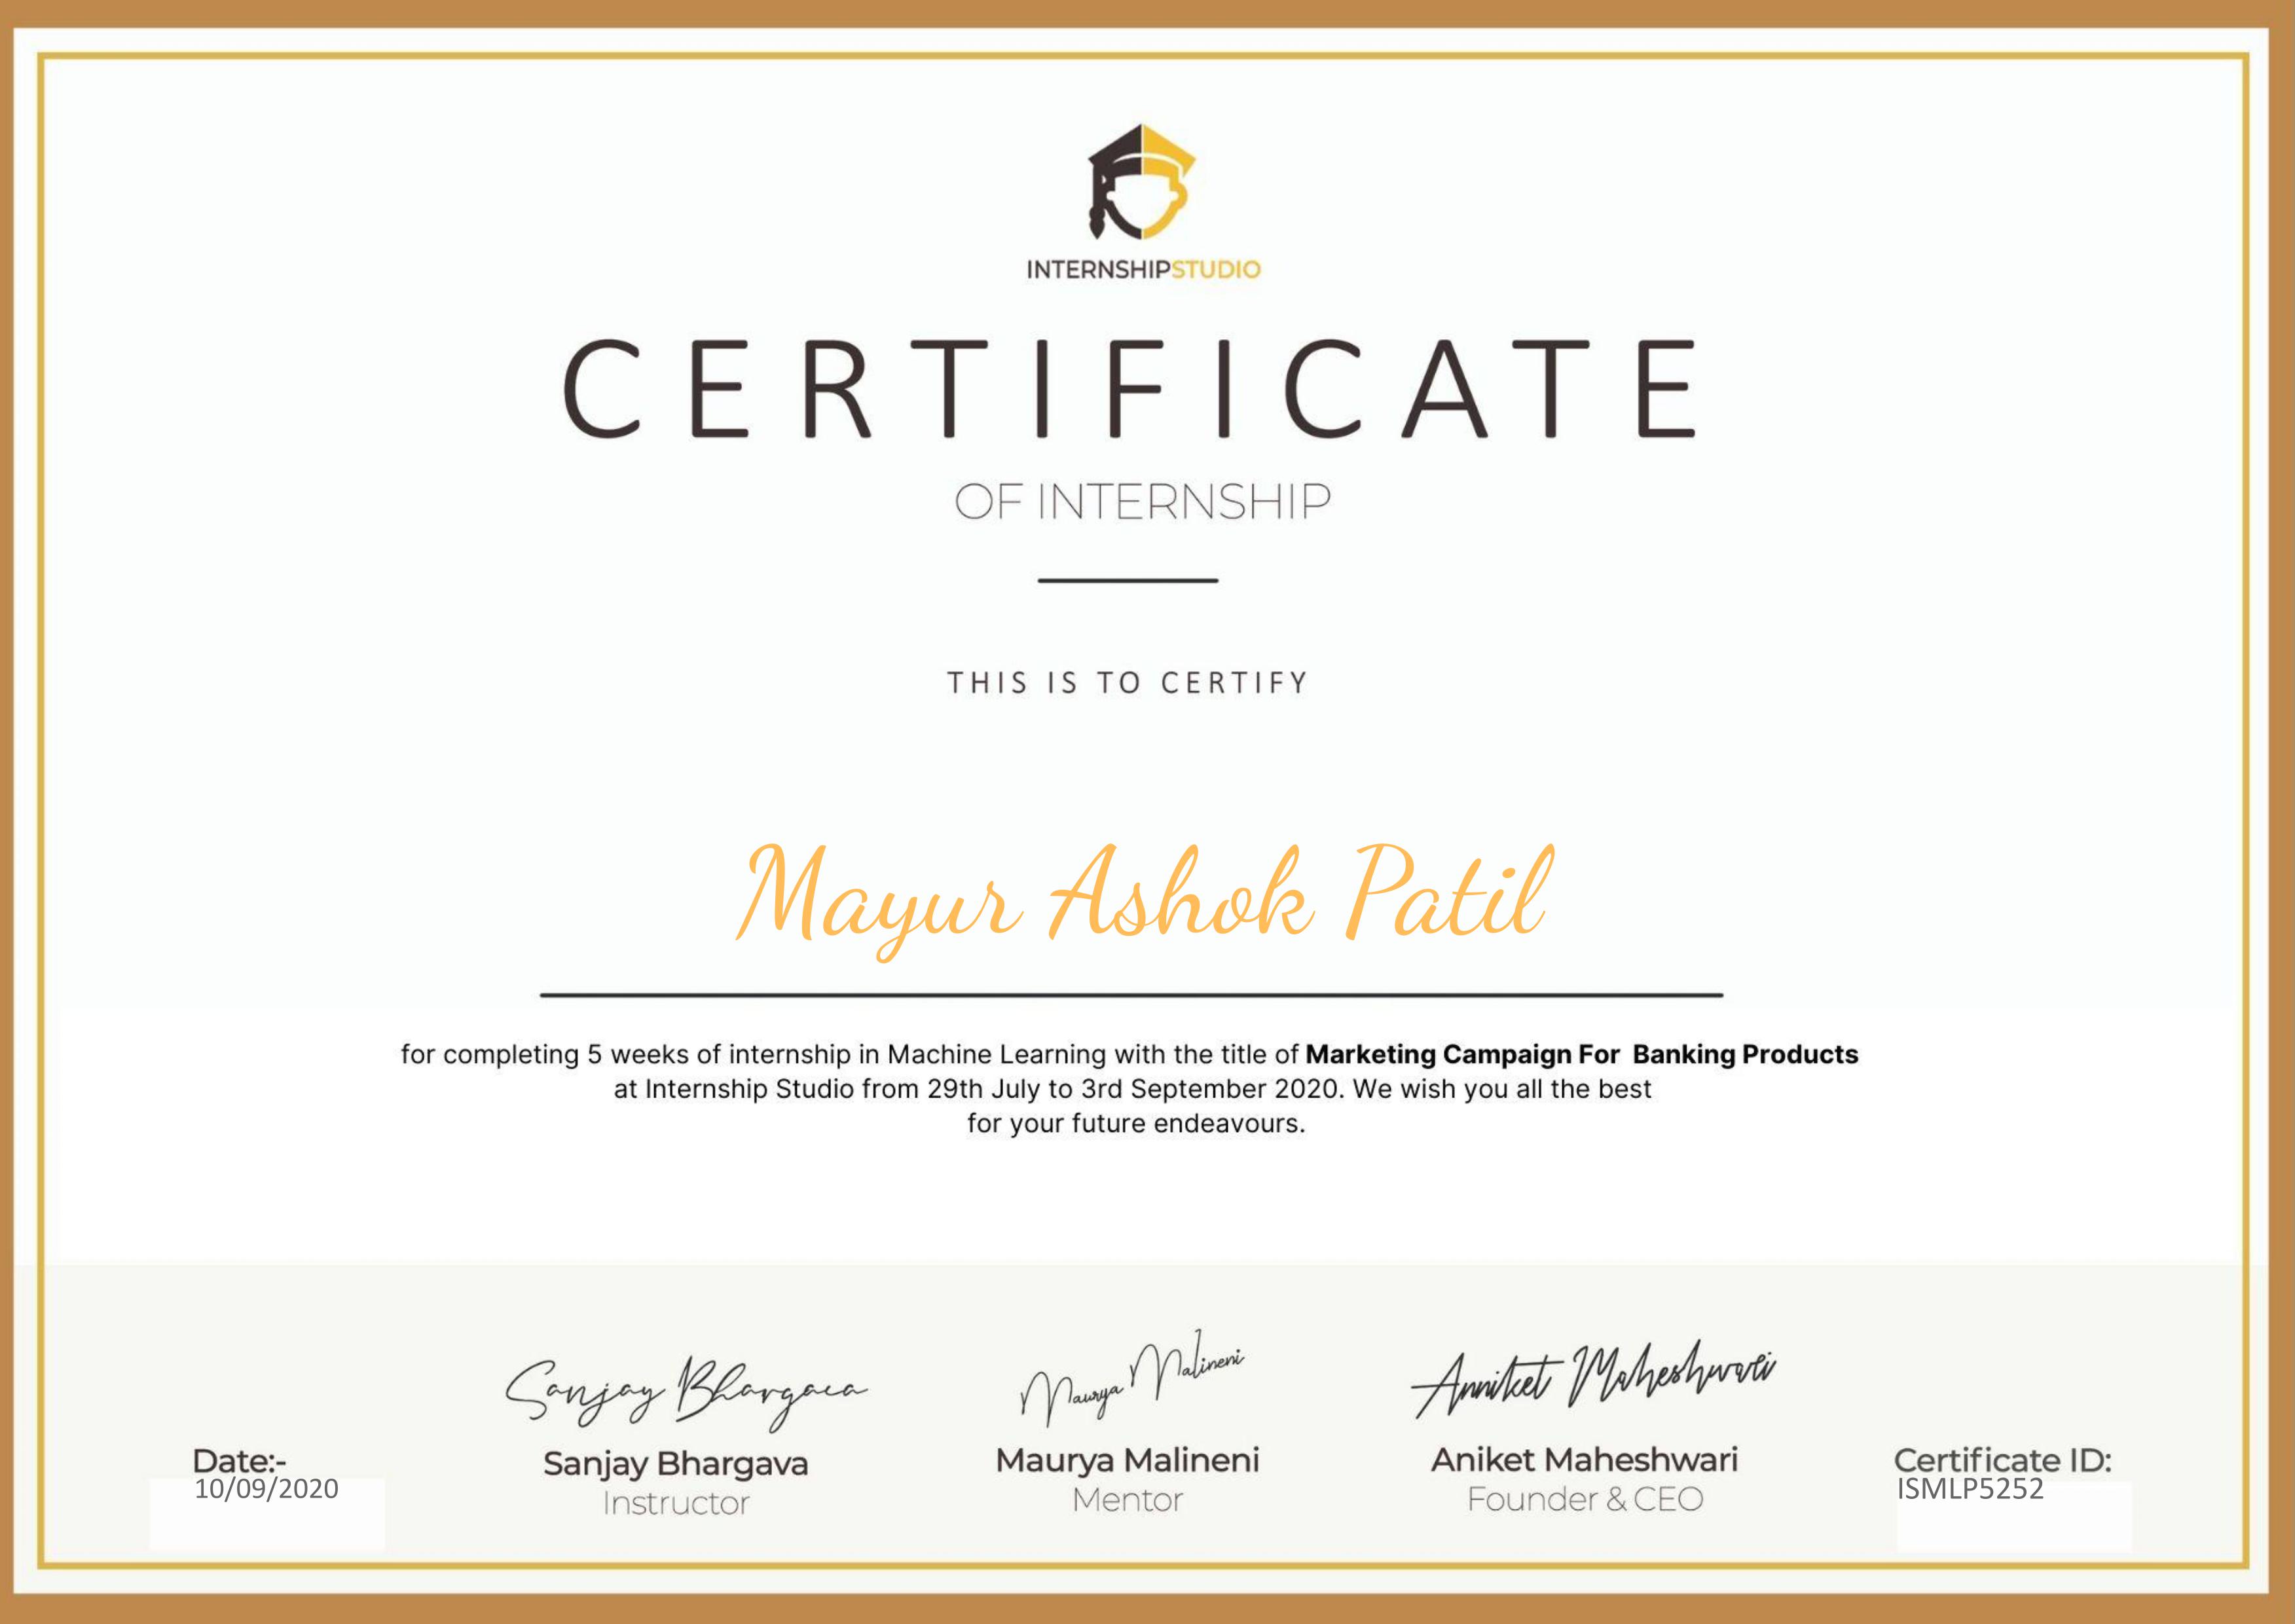 INTERNSHIPSTUDIO
CERTIFICATE
OF INTERNSHIP
THIS IS TO CERTIFY
Mayur Ashok Patil
for completing 5 weeks of internship in Machine Learning with the title of Marketing Campaign For Banking Products
at Internship Studio from 29th July to 3rd September 2020. We wish you all the best
for your future endeavours.
Date:-
10/09/2020
Sanjay Bhargava
Sanjay Bhargava
Instructor
Maurya Malineni
Maurya Malineni
Mentor
Anniket Maheshwari
Aniket Maheshwari
Founder & CEO
Certificate ID:
ISMLP5252